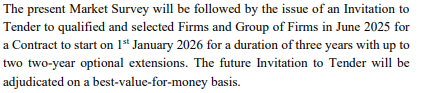 The present Market Survey will be followed by the issue of an Invitation to
Tender to qualified and selected Firms and Group of Firms in June 2025 for
a Contract to start on 1st January 2026 for a duration of three years with up to
two two-year optional extensions. The future Invitation to Tender will be
adjudicated on a best-value-for-money basis.